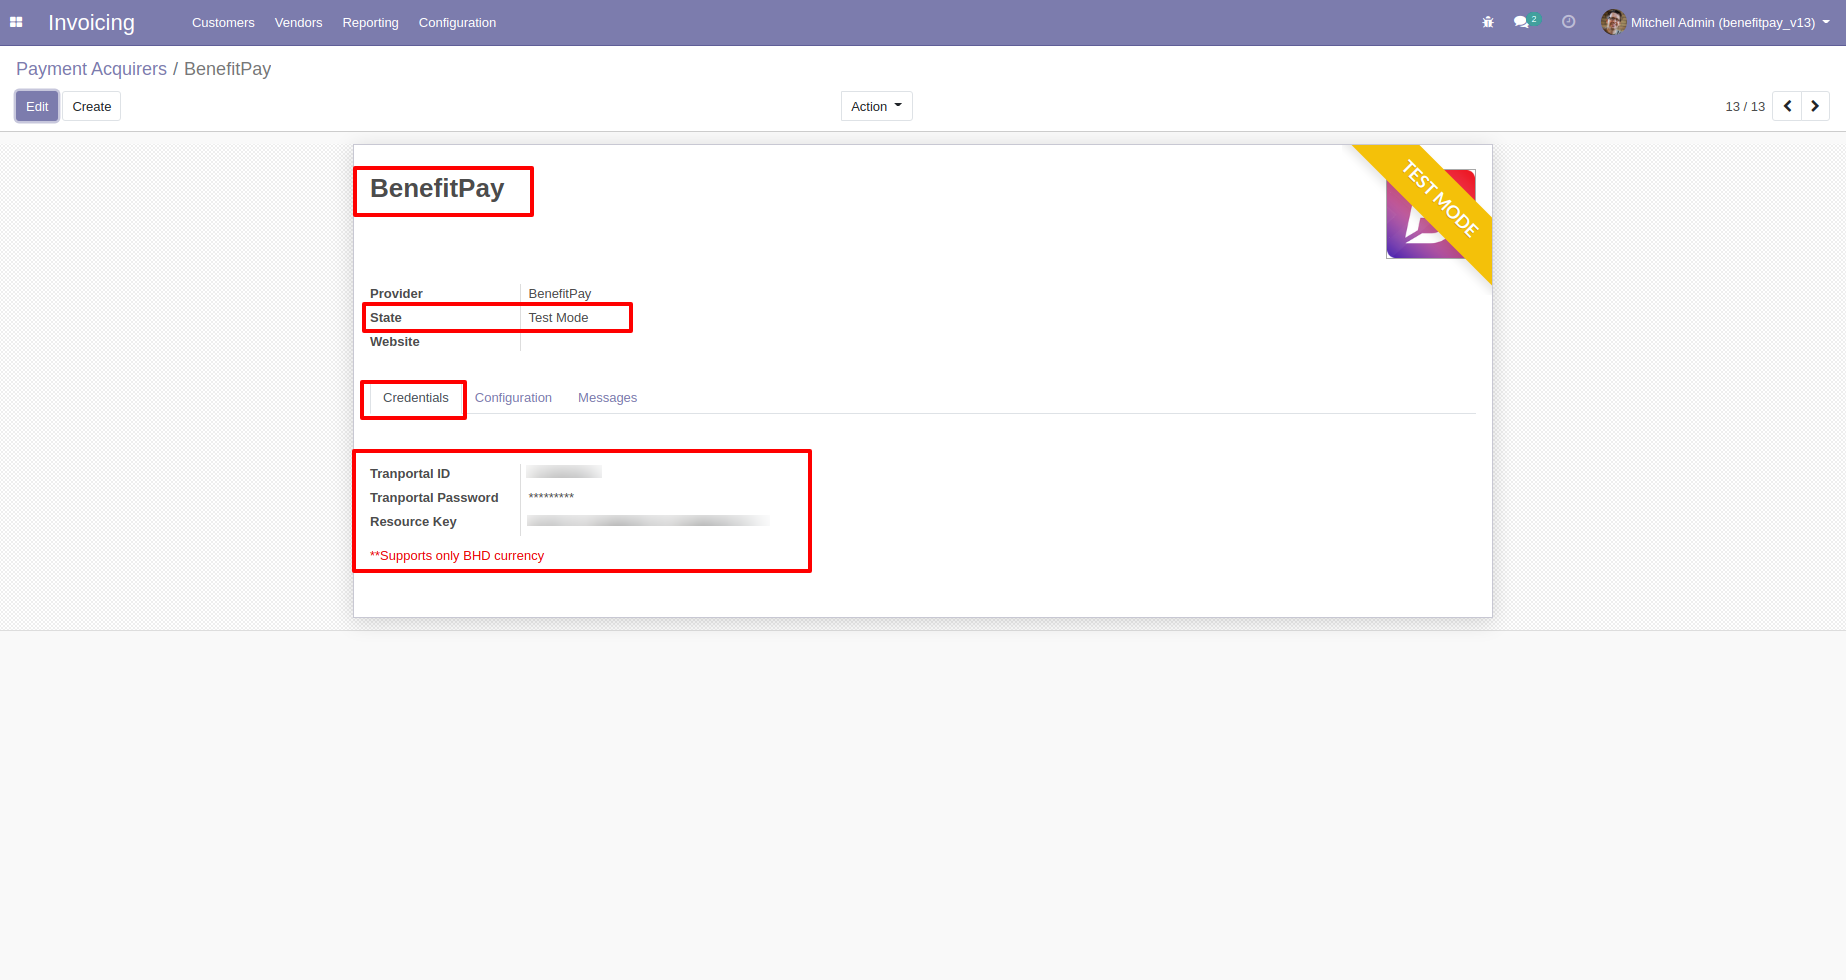 Invoicing Customers Vendors Reporting Configuration 2 Mitchell Admin (benefitpay_v13)
Payment Acquirers / BenefitPay
Edit Create Action 13 / 13
BenefitPay
TEST MODE
Provider BenefitPay
State Test Mode
Website
Credentials Configuration Messages
Tranportal ID
Tranportal Password *********
Resource Key
**Supports only BHD currency